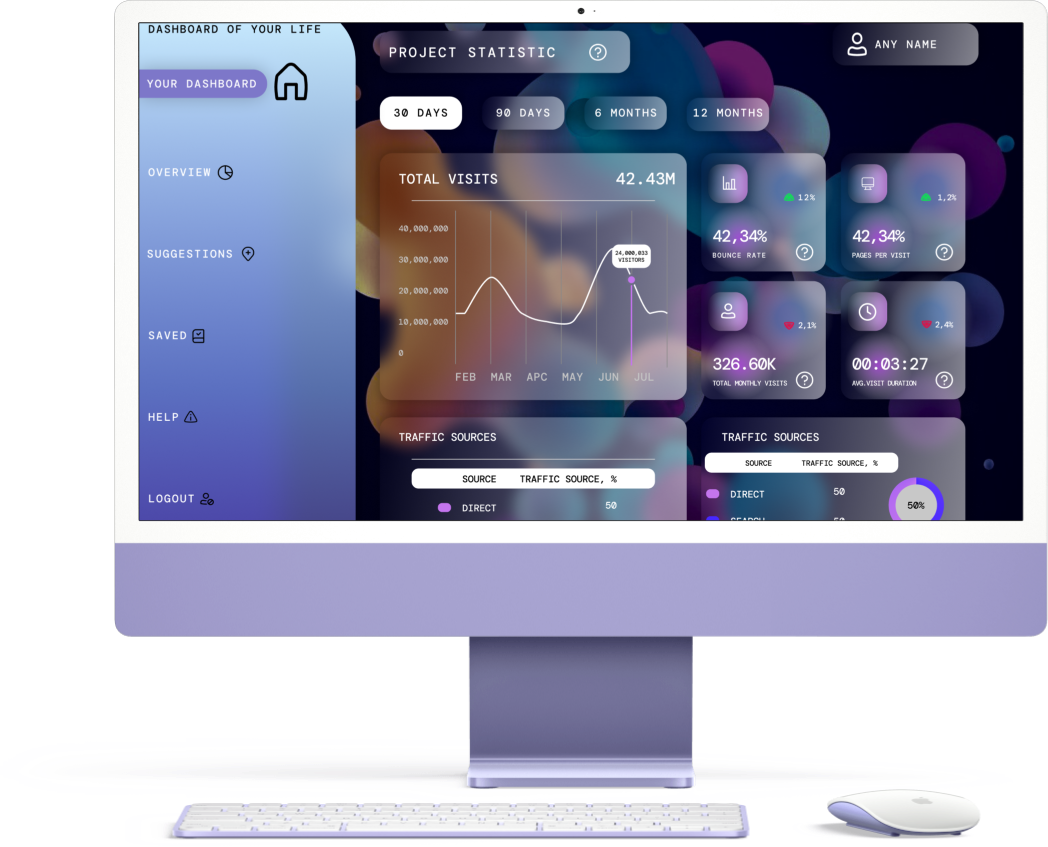 DASHBOARD OF YOUR LIFE
YOUR DASHBOARD
OVERVIEW
SUGGESTIONS
SAVED
HELP
LOGOUT
PROJECT STATISTIC ?
ANY NAME
30 DAYS 90 DAYS 6 MONTHS 12 MONTHS
TOTAL VISITS 42.43M
40,000,000
30,000,000
20,000,000
10,000,000
0
24,000,033
VISITORS
FEB MAR APC MAY JUN JUL
12%
42,34%
BOUNCE RATE ?
1,2%
42,34%
PAGES PER VISIT ?
2,1%
326.60K
TOTAL MONTHLY VISITS ?
2,4%
00:03:27
AVG.VISIT DURATION ?
TRAFFIC SOURCES
SOURCE TRAFFIC SOURCE, %
DIRECT 50
TRAFFIC SOURCES
SOURCE TRAFFIC SOURCE, %
DIRECT 50
SEARCH 50
50%